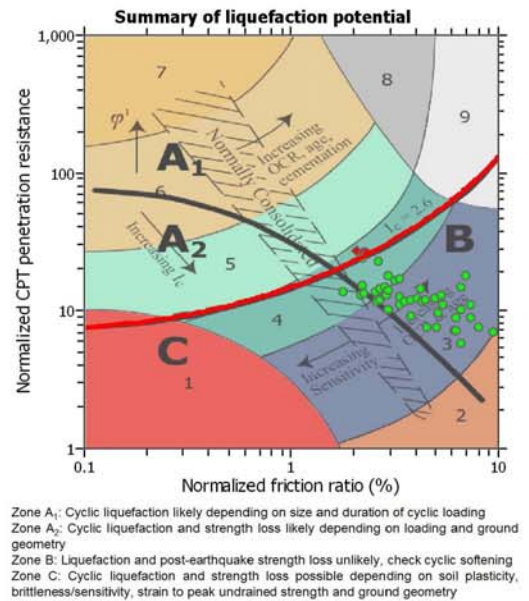 Summary of liquefaction potential
1,000
100
10
1
0.1
1
10
Normalized CPT penetration resistance
Normalized friction ratio (%)
7
8
9
φ'
A1
6
A2
5
B
4
C
1
3
2
Normally Consolidated
Increasing
OCR, age,
cementation
Increasing Ic
Ic = 2.6
Increasing
Sensitivity
Zone A1: Cyclic liquefaction likely depending on size and duration of cyclic loading
Zone A2: Cyclic liquefaction and strength loss likely depending on loading and ground
geometry
Zone B: Liquefaction and post-earthquake strength loss unlikely, check cyclic softening
Zone C: Cyclic liquefaction and strength loss possible depending on soil plasticity,
brittleness/sensitivity, strain to peak undrained strength and ground geometry